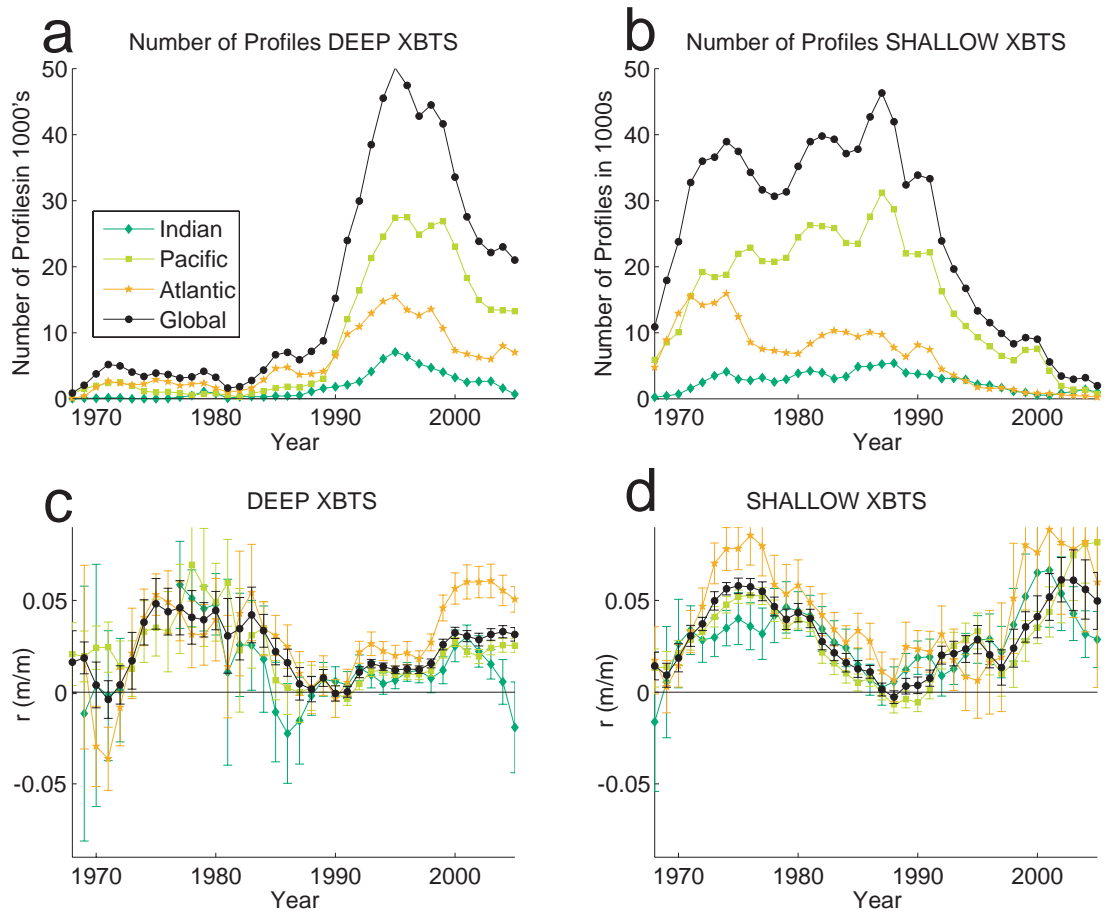 a
Number of Profiles DEEP XBTS
Number of Profilesin 1000's
50
40
30
20
10
0
1970 1980 1990 2000
Year
Indian
Pacific
Atlantic
Global
b
Number of Profiles SHALLOW XBTS
Number of Profiles in 1000s
50
40
30
20
10
0
1970 1980 1990 2000
Year
c
DEEP XBTS
r (m/m)
0.05
0
-0.05
1970 1980 1990 2000
Year
d
SHALLOW XBTS
r (m/m)
0.05
0
-0.05
1970 1980 1990 2000
Year